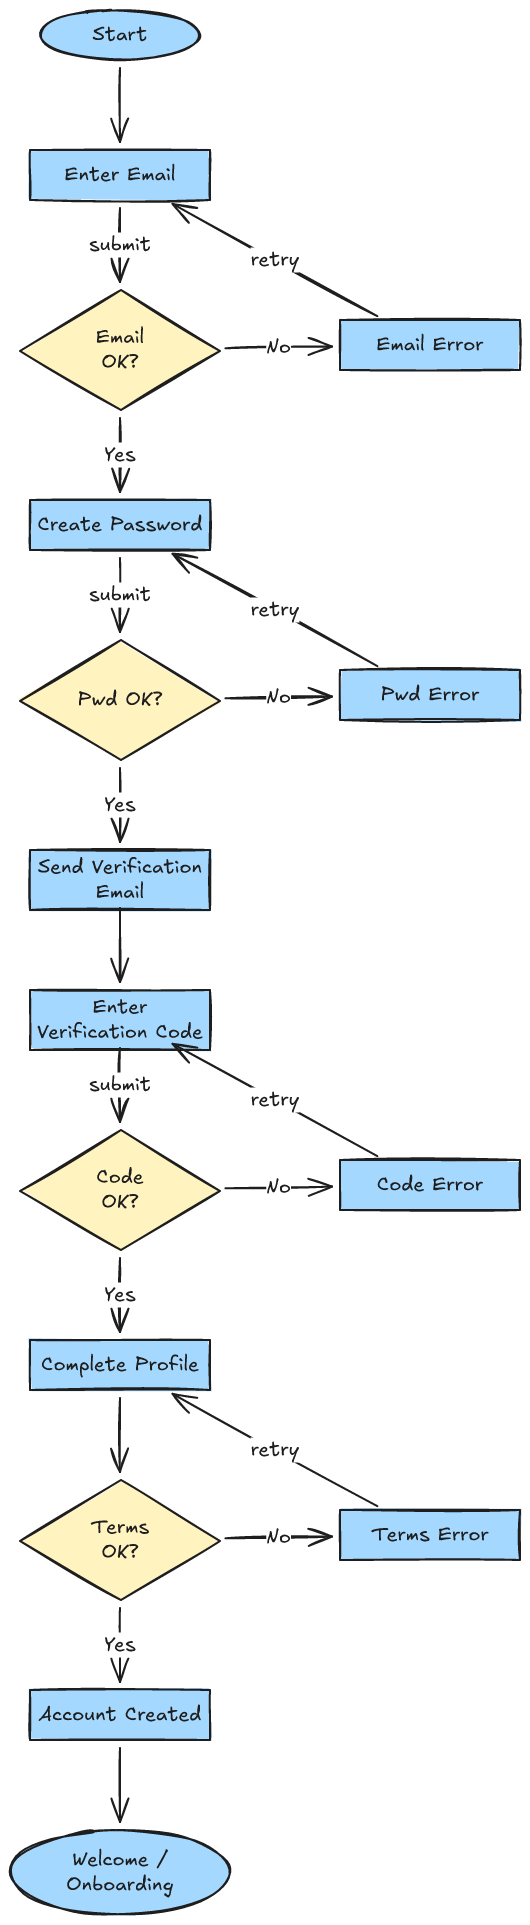 Start
Enter Email
submit
retry
Email
OK?
No
Email Error
Yes
Create Password
submit
retry
Pwd OK?
No
Pwd Error
Yes
Send Verification
Email
Enter
Verification Code
submit
retry
Code
OK?
No
Code Error
Yes
Complete Profile
retry
Terms
OK?
No
Terms Error
Yes
Account Created
Welcome /
Onboarding